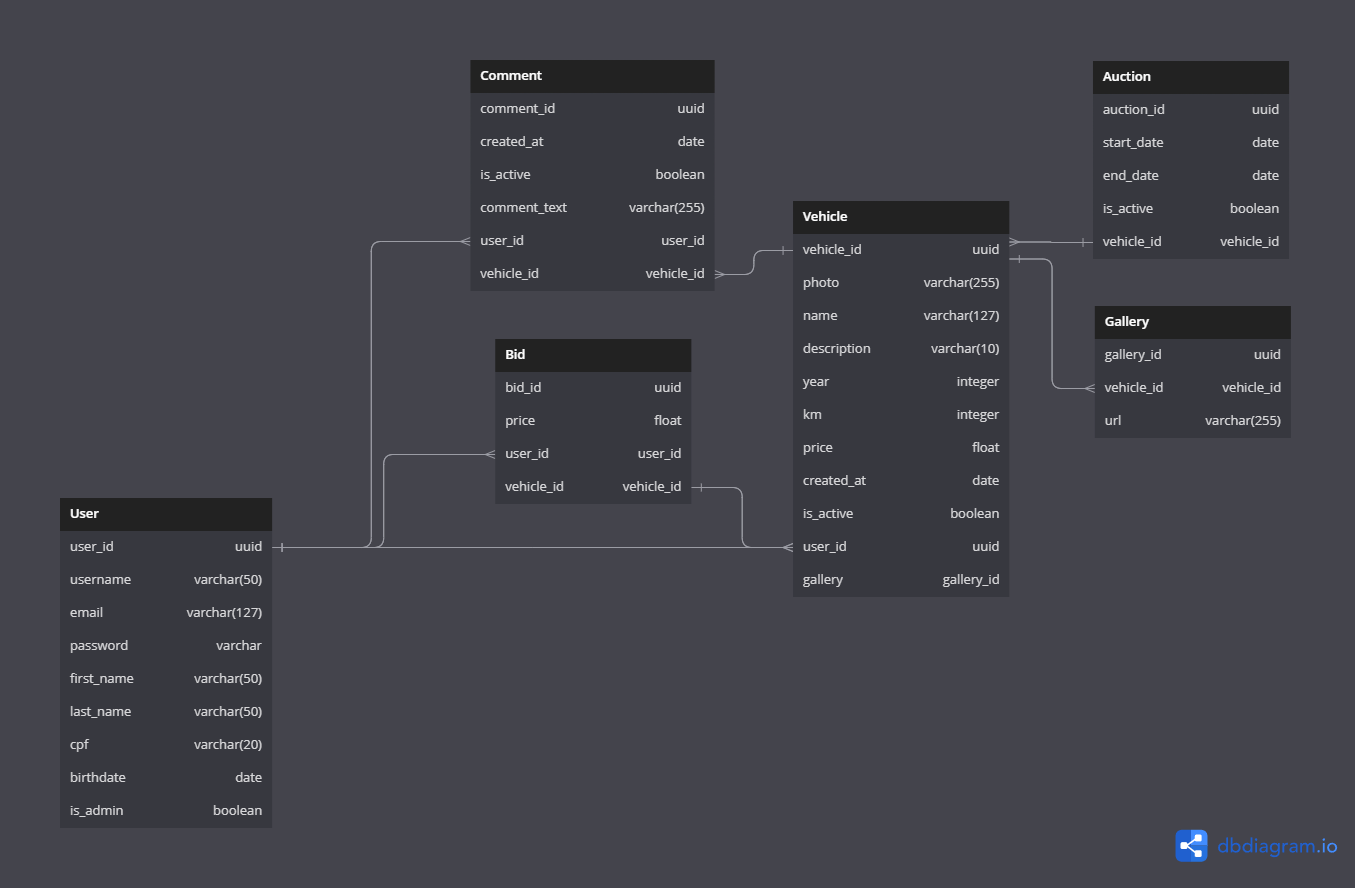 Comment
comment_id uuid
created_at date
is_active boolean
comment_text varchar(255)
user_id user_id
vehicle_id vehicle_id
Auction
auction_id uuid
start_date date
end_date date
is_active boolean
vehicle_id vehicle_id
Vehicle
vehicle_id uuid
photo varchar(255)
name varchar(127)
description varchar(10)
year integer
km integer
price float
created_at date
is_active boolean
user_id uuid
gallery gallery_id
Gallery
gallery_id uuid
vehicle_id vehicle_id
url varchar(255)
Bid
bid_id uuid
price float
user_id user_id
vehicle_id vehicle_id
User
user_id uuid
username varchar(50)
email varchar(127)
password varchar
first_name varchar(50)
last_name varchar(50)
cpf varchar(20)
birthdate date
is_admin boolean
dbdiagram.io